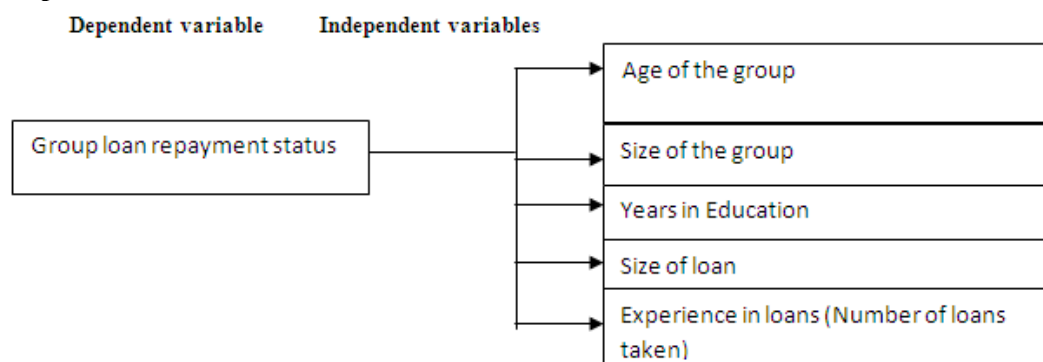 Dependent variable Independent variables
Age of the group
Group loan repayment status
Size of the group
Years in Education
Size of loan
Experience in loans (Number of loans
taken)